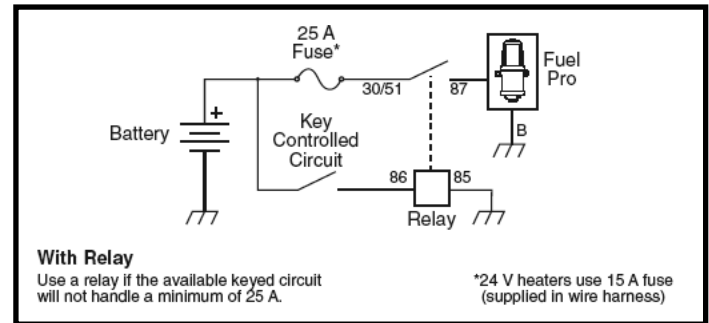 25 A
Fuse*
Fuel
Pro
30/51
87
+
Battery
Key
Controlled
Circuit
B
86
85
Relay
With Relay
Use a relay if the available keyed circuit
will not handle a minimum of 25 A.
*24 V heaters use 15 A fuse
(supplied in wire harness)